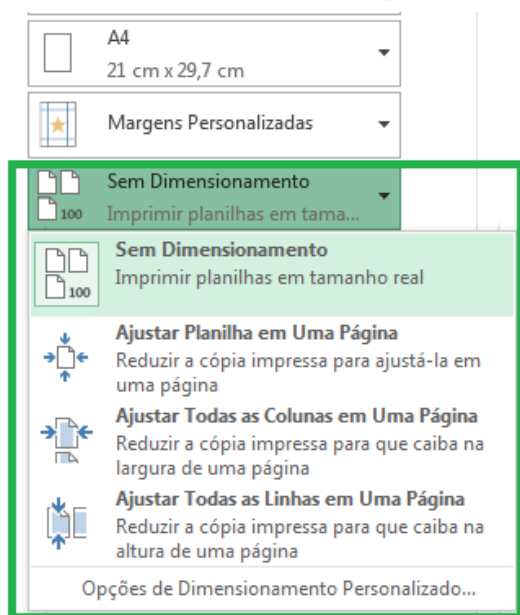 A4
21 cm x 29,7 cm
Margens Personalizadas
Sem Dimensionamento
100 Imprimir planilhas em tama...
Sem Dimensionamento
Imprimir planilhas em tamanho real
100
Ajustar Planilha em Uma Página
Reduzir a cópia impressa para ajustá-la em
uma página
Ajustar Todas as Colunas em Uma Página
Reduzir a cópia impressa para que caiba na
largura de uma página
Ajustar Todas as Linhas em Uma Página
Reduzir a cópia impressa para que caiba na
altura de uma página
Opções de Dimensionamento Personalizado...